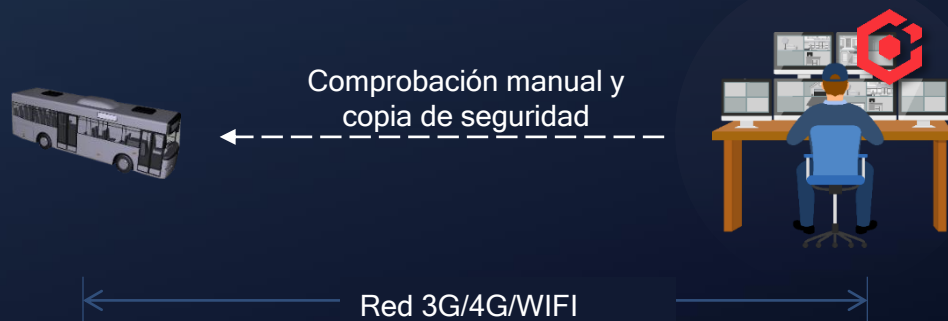 Comprobación manual y
copia de seguridad
Red 3G/4G/WIFI